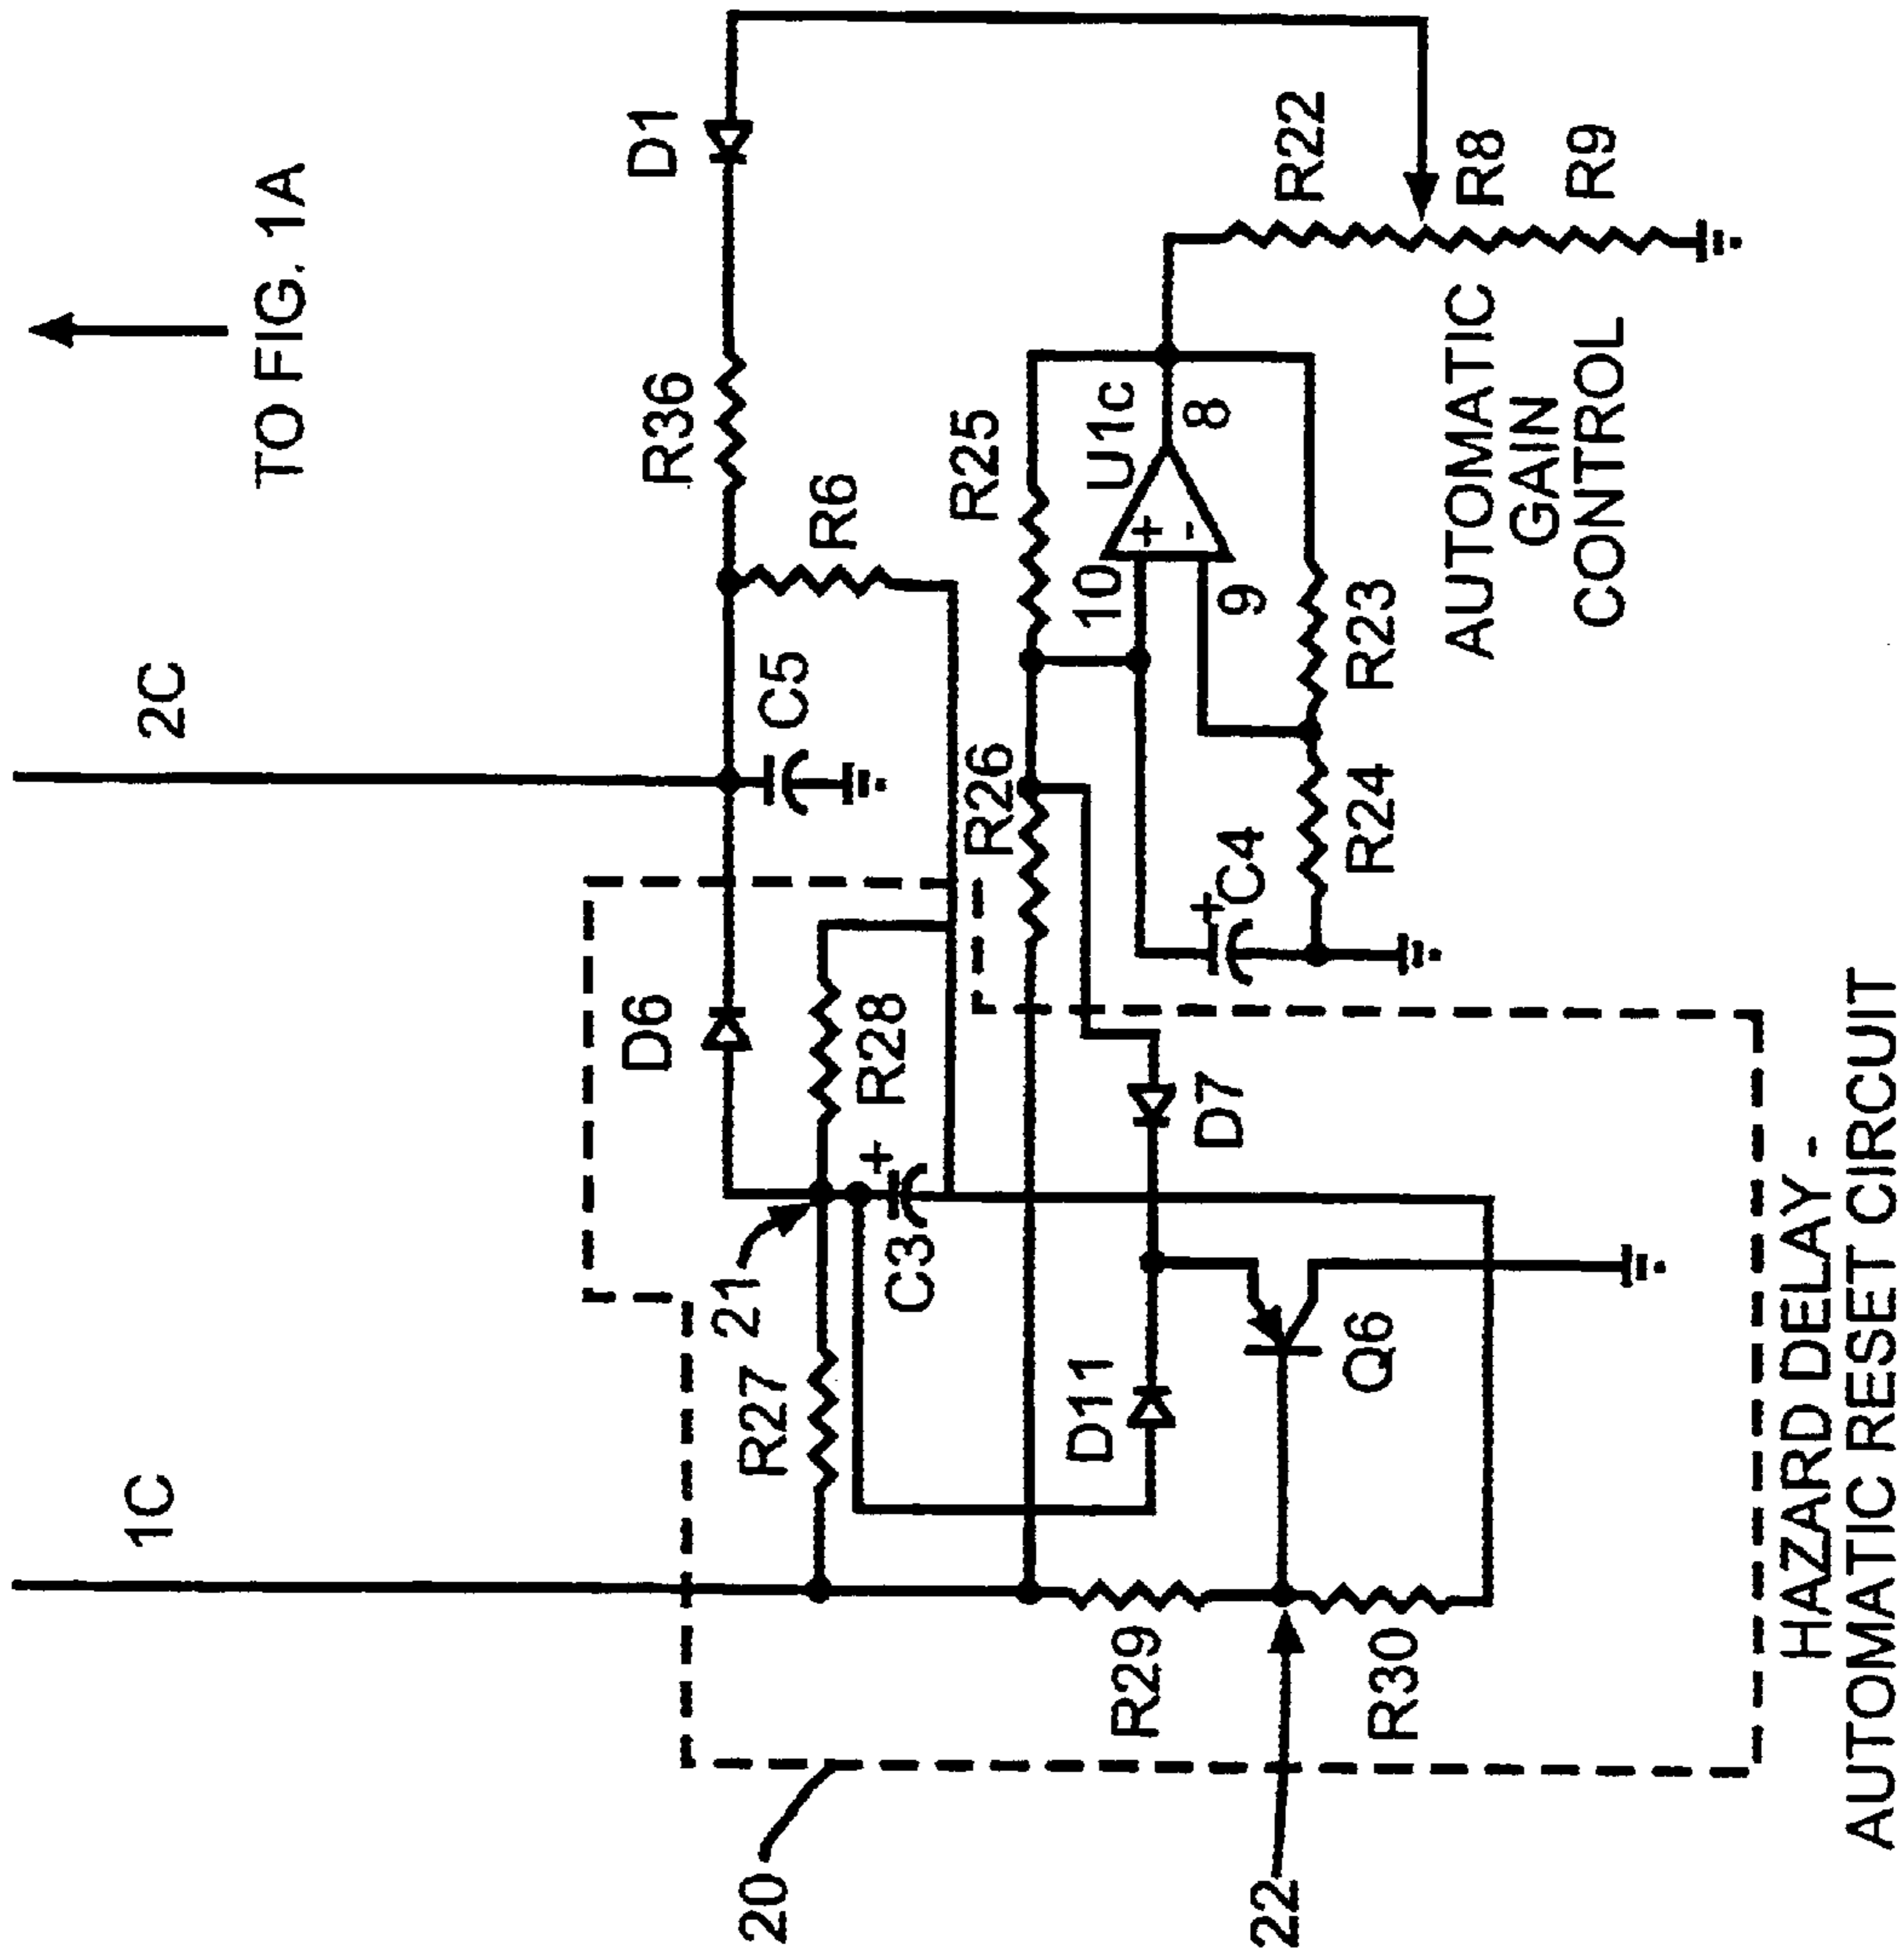 1C
2C
TO FIG. 1A
D1
R36
R6
C5
D6
R28
21
R27
C3
+
R26
R25
U1c
+
-
10
9
8
R22
R8
R9
AUTOMATIC
GAIN
CONTROL
R23
R24
+
C4
D7
D11
Q6
R29
R30
20
22
HAZARD DELAY -
AUTOMATIC RESET CIRCUIT